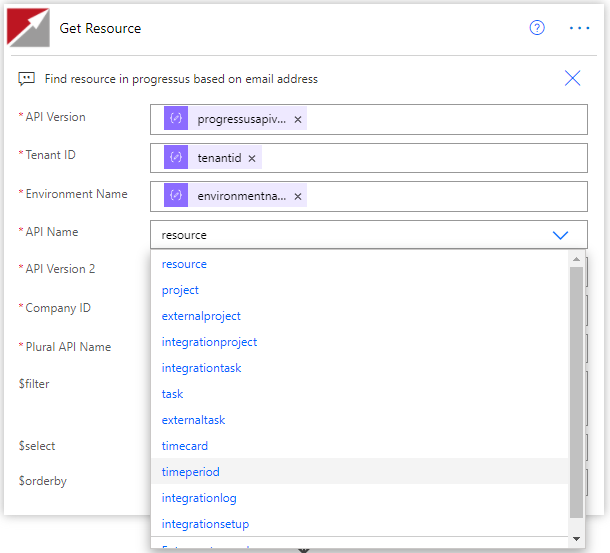 Get Resource
Find resource in progressus based on email address
* API Version progressusapiv... ×
* Tenant ID tenantid ×
* Environment Name environmentna... ×
* API Name resource
resource
* API Version 2
project
externalproject
* Company ID
integrationproject
* Plural API Name
integrationtask
$filter
task
externaltask
$select
timecard
timeperiod
$orderby
integrationlog
integrationsetup